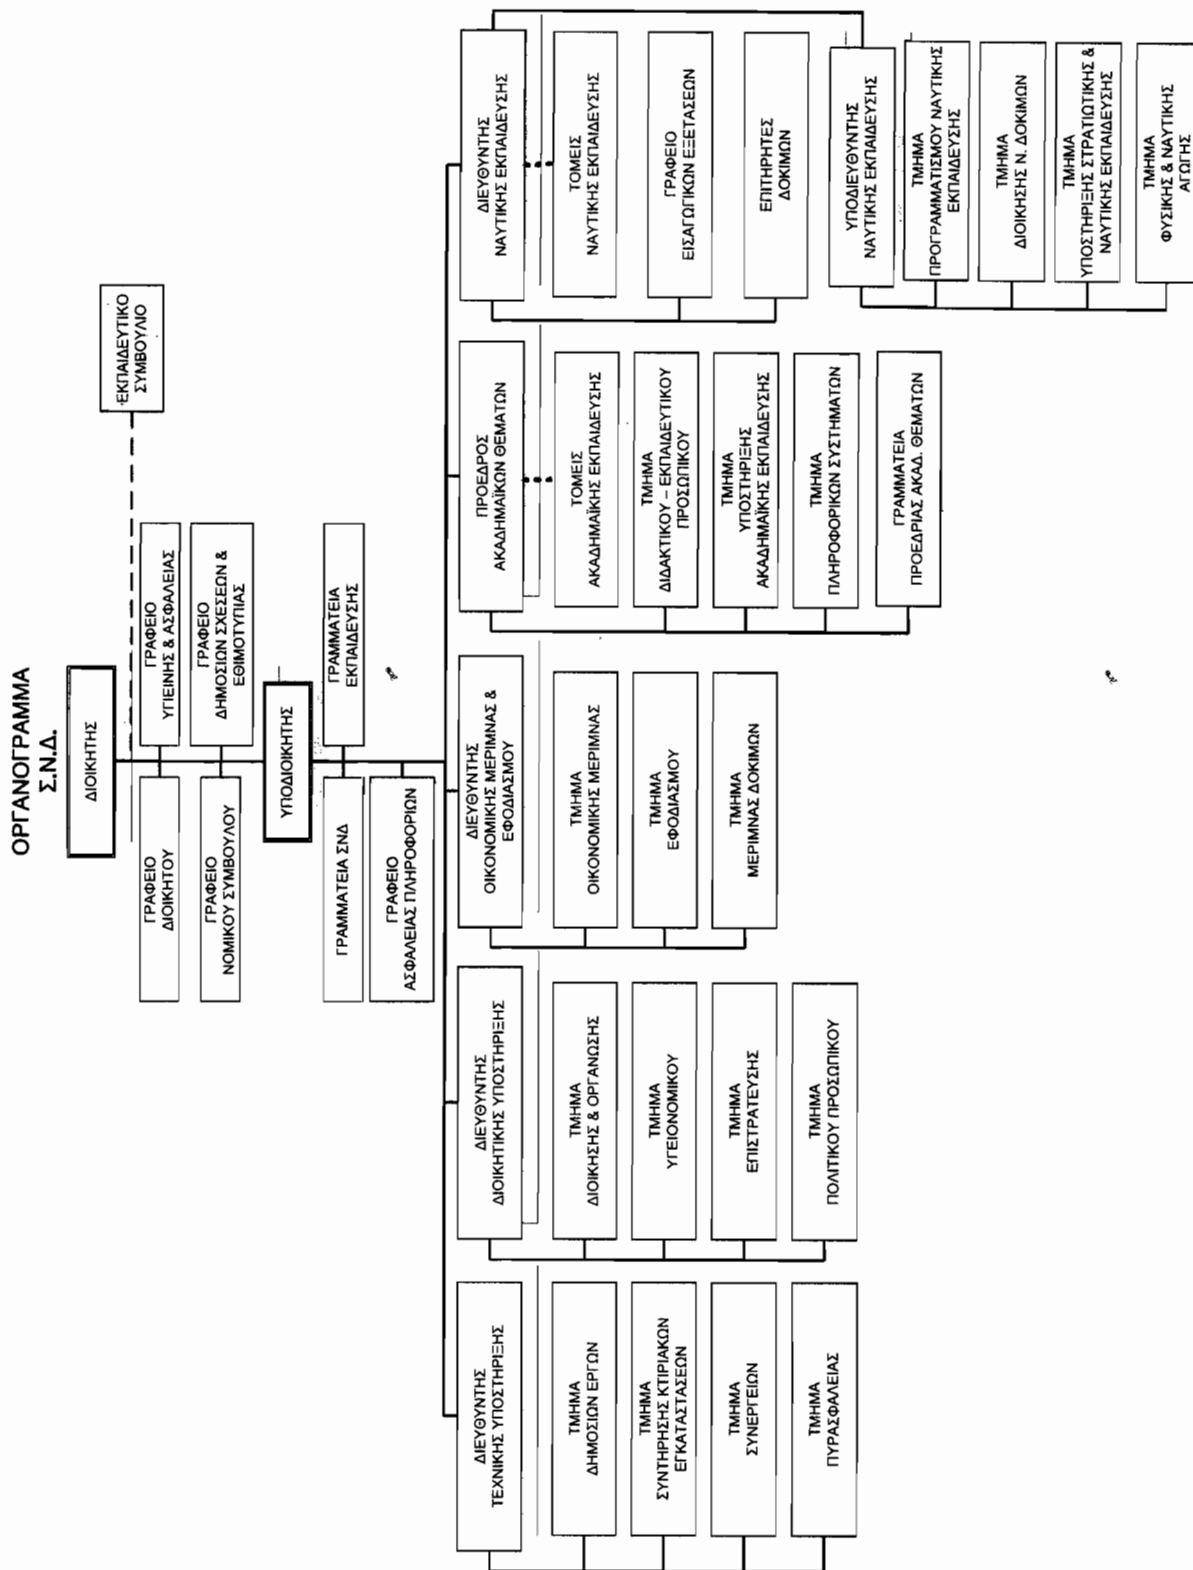 ΟΡΓΑΝΟΓΡΑΜΜΑ
Σ.Ν.Δ.
ΔΙΟΙΚΗΤΗΣ
ΕΚΠΑΙΔΕΥΤΙΚΟ
ΣΥΜΒΟΥΛΙΟ
ΓΡΑΦΕΙΟ
ΔΙΟΙΚΗΤΟΥ
ΓΡΑΦΕΙΟ
ΥΓΙΕΙΝΗΣ & ΑΣΦΑΛΕΙΑΣ
ΓΡΑΦΕΙΟ
ΝΟΜΙΚΟΥ ΣΥΜΒΟΥΛΟΥ
ΓΡΑΦΕΙΟ
ΔΗΜΟΣΙΩΝ ΣΧΕΣΕΩΝ &
ΕΘΙΜΟΤΥΠΙΑΣ
ΥΠΟΔΙΟΙΚΗΤΗΣ
ΓΡΑΜΜΑΤΕΙΑ ΣΝΔ
ΓΡΑΜΜΑΤΕΙΑ
ΕΚΠΑΙΔΕΥΣΗΣ
ΓΡΑΦΕΙΟ
ΑΣΦΑΛΕΙΑΣ ΠΛΗΡΟΦΟΡΙΩΝ
ΔΙΕΥΘΥΝΤΗΣ
ΤΕΧΝΙΚΗΣ ΥΠΟΣΤΗΡΙΞΗΣ
ΤΜΗΜΑ
ΔΗΜΟΣΙΩΝ ΕΡΓΩΝ
ΤΜΗΜΑ
ΣΥΝΤΗΡΗΣΗΣ ΚΤΙΡΙΑΚΩΝ
ΕΓΚΑΤΑΣΤΑΣΕΩΝ
ΤΜΗΜΑ
ΣΥΝΕΡΓΕΙΩΝ
ΤΜΗΜΑ
ΠΥΡΑΣΦΑΛΕΙΑΣ
ΔΙΕΥΘΥΝΤΗΣ
ΔΙΟΙΚΗΤΙΚΗΣ ΥΠΟΣΤΗΡΙΞΗΣ
ΤΜΗΜΑ
ΔΙΟΙΚΗΣΗΣ & ΟΡΓΑΝΩΣΗΣ
ΤΜΗΜΑ
ΥΓΕΙΟΝΟΜΙΚΟΥ
ΤΜΗΜΑ
ΕΠΙΣΤΡΑΤΕΥΣΗΣ
ΤΜΗΜΑ
ΠΟΛΙΤΙΚΟΥ ΠΡΟΣΩΠΙΚΟΥ
ΔΙΕΥΘΥΝΤΗΣ
ΟΙΚΟΝΟΜΙΚΗΣ ΜΕΡΙΜΝΑΣ &
ΕΦΟΔΙΑΣΜΟΥ
ΤΜΗΜΑ
ΟΙΚΟΝΟΜΙΚΗΣ ΜΕΡΙΜΝΑΣ
ΤΜΗΜΑ
ΕΦΟΔΙΑΣΜΟΥ
ΤΜΗΜΑ
ΜΕΡΙΜΝΑΣ ΔΟΚΙΜΩΝ
ΠΡΟΕΔΡΟΣ
ΑΚΑΔΗΜΑΪΚΩΝ ΘΕΜΑΤΩΝ
ΤΟΜΕΙΣ
ΑΚΑΔΗΜΑΪΚΗΣ ΕΚΠΑΙΔΕΥΣΗΣ
ΤΜΗΜΑ
ΔΙΔΑΚΤΙΚΟΥ – ΕΚΠΑΙΔΕΥΤΙΚΟΥ
ΠΡΟΣΩΠΙΚΟΥ
ΤΜΗΜΑ
ΥΠΟΣΤΗΡΙΞΗΣ
ΑΚΑΔΗΜΑΪΚΗΣ ΕΚΠΑΙΔΕΥΣΗΣ
ΤΜΗΜΑ
ΠΛΗΡΟΦΟΡΙΚΩΝ ΣΥΣΤΗΜΑΤΩΝ
ΓΡΑΜΜΑΤΕΙΑ
ΠΡΟΕΔΡΙΑΣ ΑΚΑΔ. ΘΕΜΑΤΩΝ
ΔΙΕΥΘΥΝΤΗΣ
ΝΑΥΤΙΚΗΣ ΕΚΠΑΙΔΕΥΣΗΣ
ΤΟΜΕΙΣ
ΝΑΥΤΙΚΗΣ ΕΚΠΑΙΔΕΥΣΗΣ
ΓΡΑΦΕΙΟ
ΕΙΣΑΓΩΓΙΚΩΝ ΕΞΕΤΑΣΕΩΝ
ΕΠΙΤΗΡΗΤΕΣ
ΔΟΚΙΜΩΝ
ΥΠΟΔΙΕΥΘΥΝΤΗΣ
ΝΑΥΤΙΚΗΣ ΕΚΠΑΙΔΕΥΣΗΣ
ΤΜΗΜΑ
ΠΡΟΓΡΑΜΜΑΤΙΣΜΟΥ ΝΑΥΤΙΚΗΣ
ΕΚΠΑΙΔΕΥΣΗΣ
ΤΜΗΜΑ
ΔΙΟΙΚΗΣΗΣ Ν. ΔΟΚΙΜΩΝ
ΤΜΗΜΑ
ΥΠΟΣΤΗΡΙΞΗΣ ΣΤΡΑΤΙΩΤΙΚΗΣ &
ΝΑΥΤΙΚΗΣ ΕΚΠΑΙΔΕΥΣΗΣ
ΤΜΗΜΑ
ΦΥΣΙΚΗΣ & ΝΑΥΤΙΚΗΣ
ΑΓΩΓΗΣ